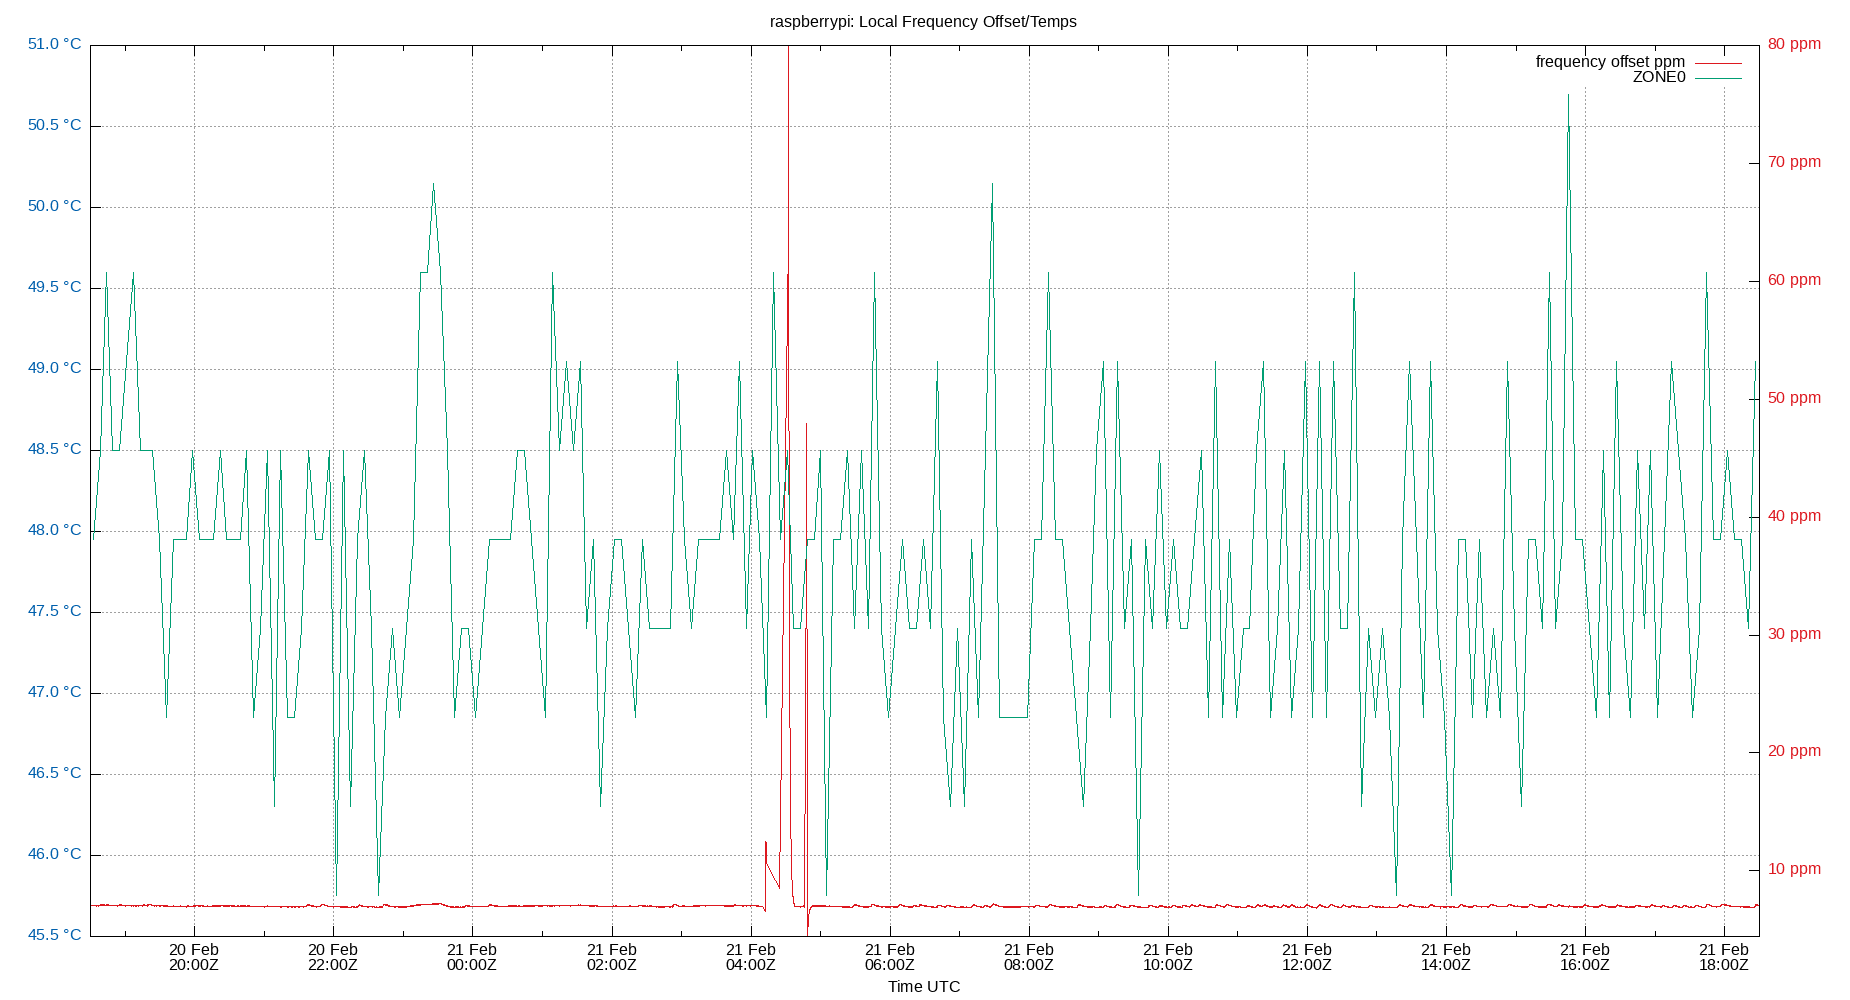 raspberrypi: Local Frequency Offset/Temps
51.0 °C
50.5 °C
50.0 °C
49.5 °C
49.0 °C
48.5 °C
48.0 °C
47.5 °C
47.0 °C
46.5 °C
46.0 °C
45.5 °C
80 ppm
70 ppm
60 ppm
50 ppm
40 ppm
30 ppm
20 ppm
10 ppm
frequency offset ppm
ZONE0
20 Feb
20:00Z
20 Feb
22:00Z
21 Feb
00:00Z
21 Feb
02:00Z
21 Feb
04:00Z
21 Feb
06:00Z
21 Feb
08:00Z
21 Feb
10:00Z
21 Feb
12:00Z
21 Feb
14:00Z
21 Feb
16:00Z
21 Feb
18:00Z
Time UTC